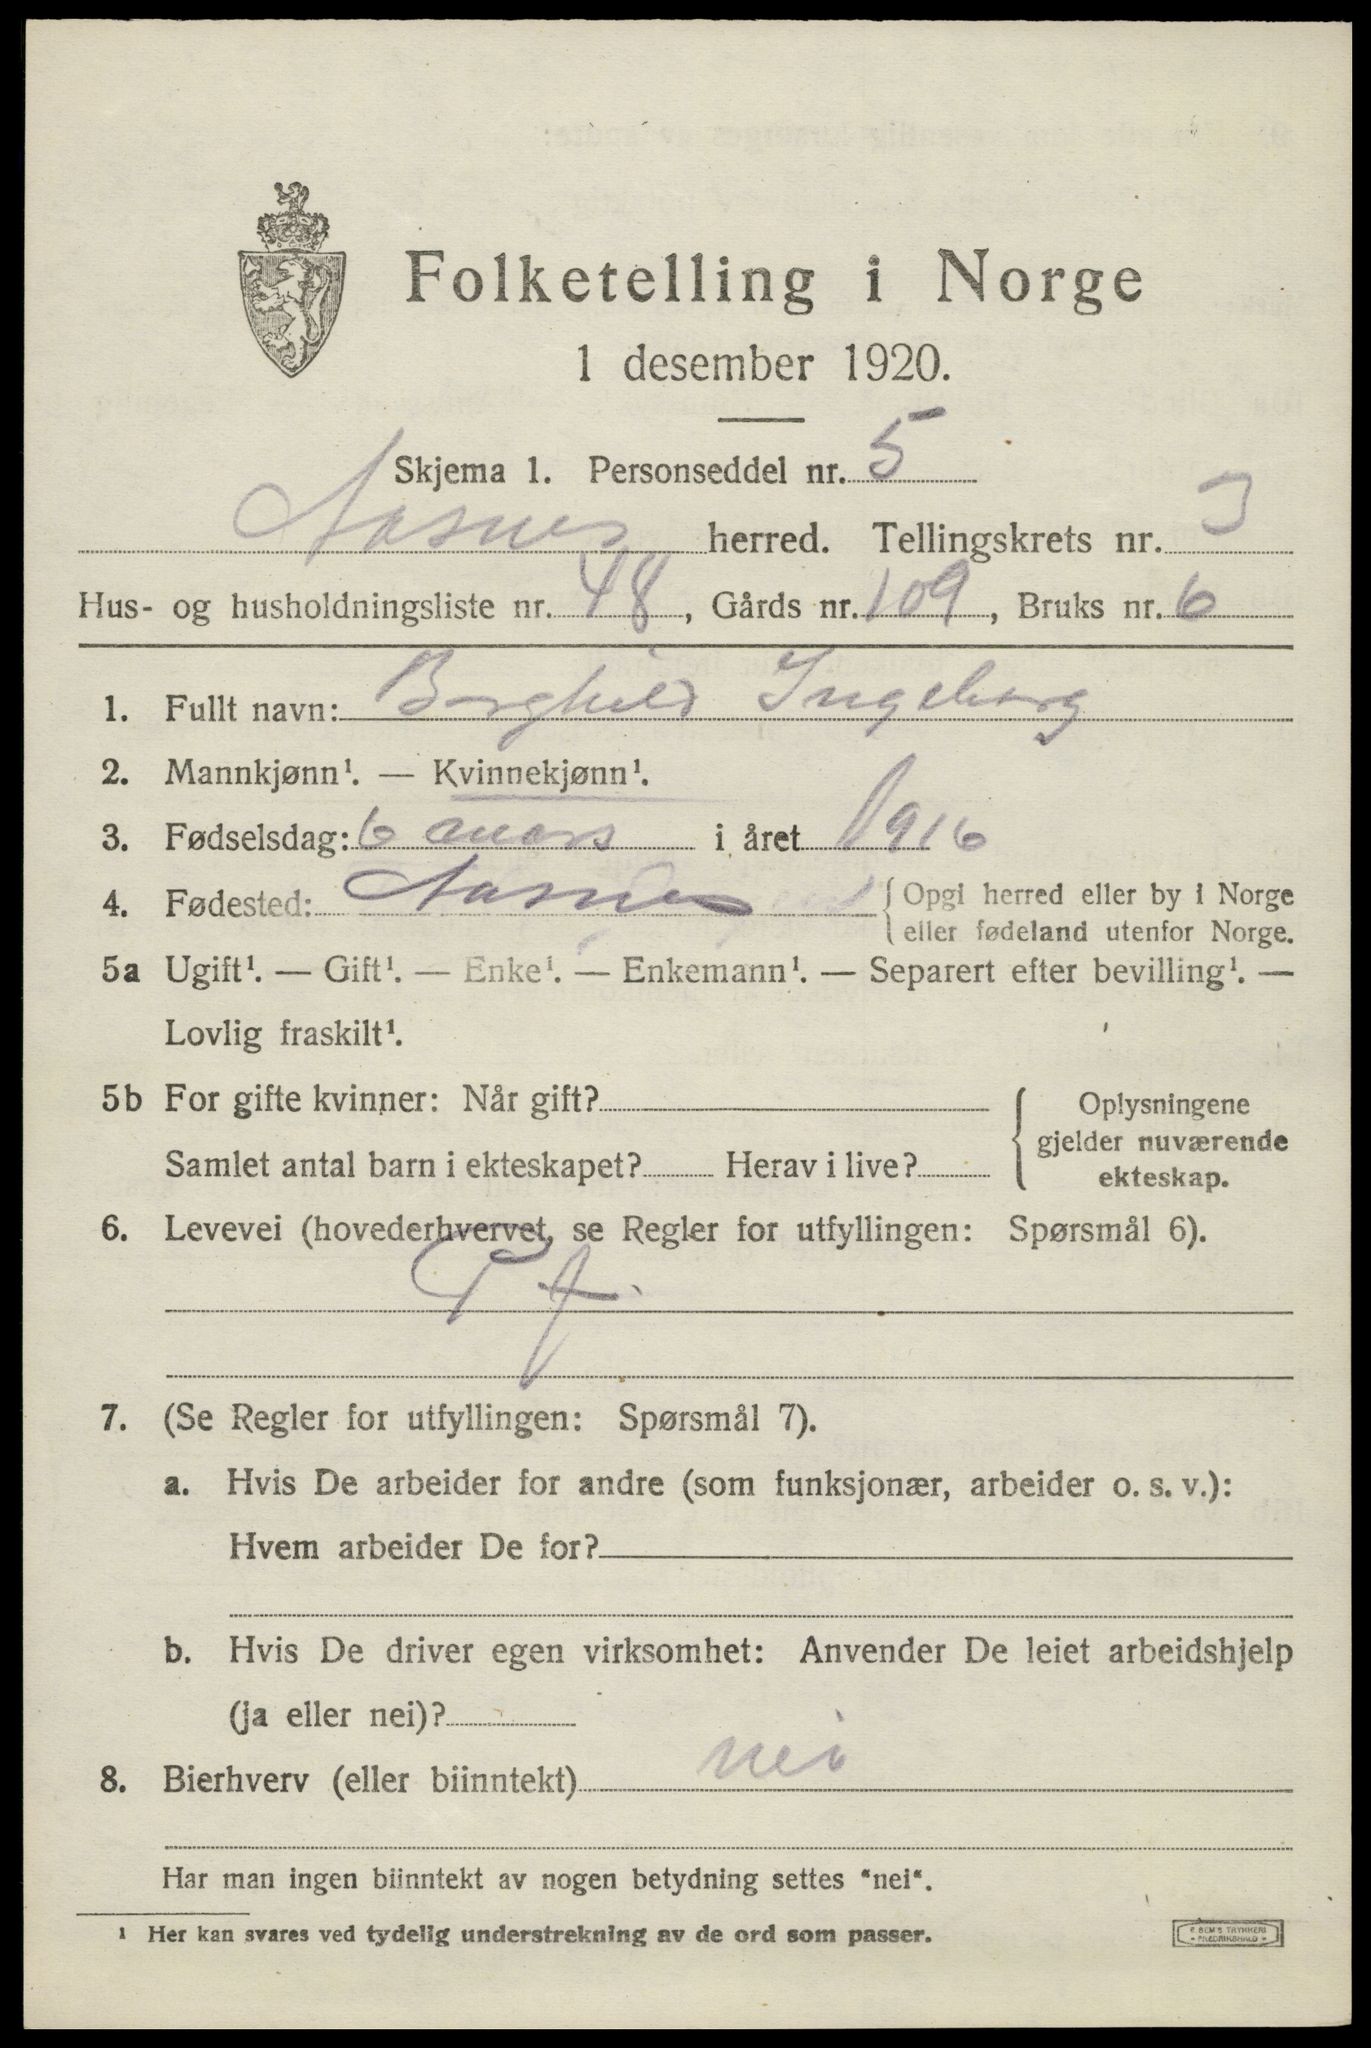 Folketelling i Norge
1 desember 1920.
Skjema 1. Personseddel nr. 5
Aasnes herred. Tellingskrets nr. 3
Hus- og husholdningsliste nr. 48, Gårds nr. 109, Bruks nr. 6
1. Fullt navn: Borghild Ingeborg
2. Mannkjønn¹. — Kvinnekjønn¹.
3. Fødselsdag: 6 mars i året 1916
4. Fødested: Aasnes {Opgi herred eller by i Norge
eller fødeland utenfor Norge.
5a Ugift¹. — Gift¹. — Enke¹. — Enkemann¹. — Separert efter bevilling¹. —
Lovlig fraskilt¹.
5b For gifte kvinner: Når gift? { Oplysningene
gjelder nuværende
Samlet antal barn i ekteskapet? Herav i live? ekteskap.
6. Levevei (hovederhvervet, se Regler for utfyllingen: Spørsmål 6).
7. (Se Regler for utfyllingen: Spørsmål 7).
a. Hvis De arbeider for andre (som funksjonær, arbeider o. s. v.):
Hvem arbeider De for?
b. Hvis De driver egen virksomhet: Anvender De leiet arbeidshjelp
(ja eller nei)?
8. Bierhverv (eller biinntekt) nei
Har man ingen biinntekt av nogen betydning settes "nei".
¹ Her kan svares ved tydelig understrekning av de ord som passer.
E. SEM'S TRYKKERI
- FREDRIKSHALD -